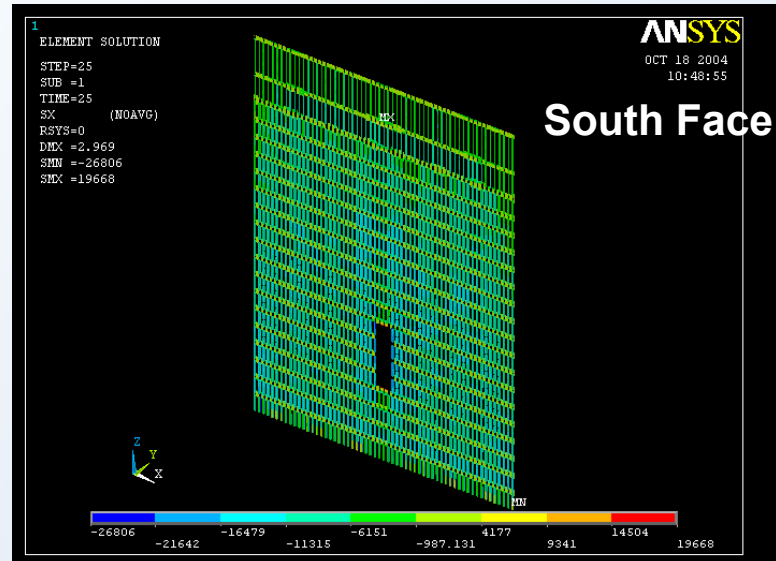 1
ELEMENT SOLUTION
STEP=25
SUB =1
TIME=25
SX (NOAVG)
RSYS=0
DMX =2.969
SMN =-26806
SMX =19668
ANSYS
OCT 18 2004
10:48:55
South Face
MX
Z
Y
X
MN
-26806 -16479 -6151 4177 14504
-21642 -11315 -987.131 9341 19668